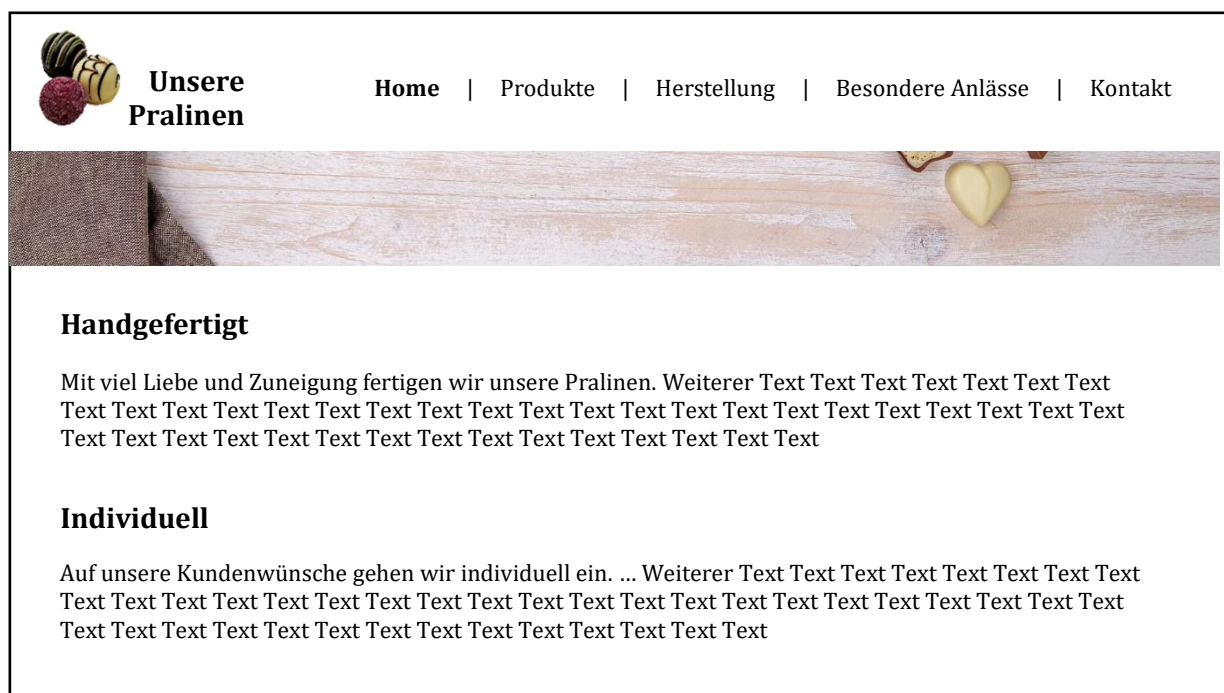 Unsere
Pralinen
Home | Produkte | Herstellung | Besondere Anlässe | Kontakt
Handgefertigt
Mit viel Liebe und Zuneigung fertigen wir unsere Pralinen. Weiterer Text Text Text Text Text Text Text
Text Text Text Text Text Text Text Text Text Text Text Text Text Text Text Text Text Text Text Text Text
Text Text Text Text Text Text Text Text Text Text Text Text Text Text Text
Individuell
Auf unsere Kundenwünsche gehen wir individuell ein. … Weiterer Text Text Text Text Text Text Text Text
Text Text Text Text Text Text Text Text Text Text Text Text Text Text Text Text Text Text Text Text Text
Text Text Text Text Text Text Text Text Text Text Text Text Text Text